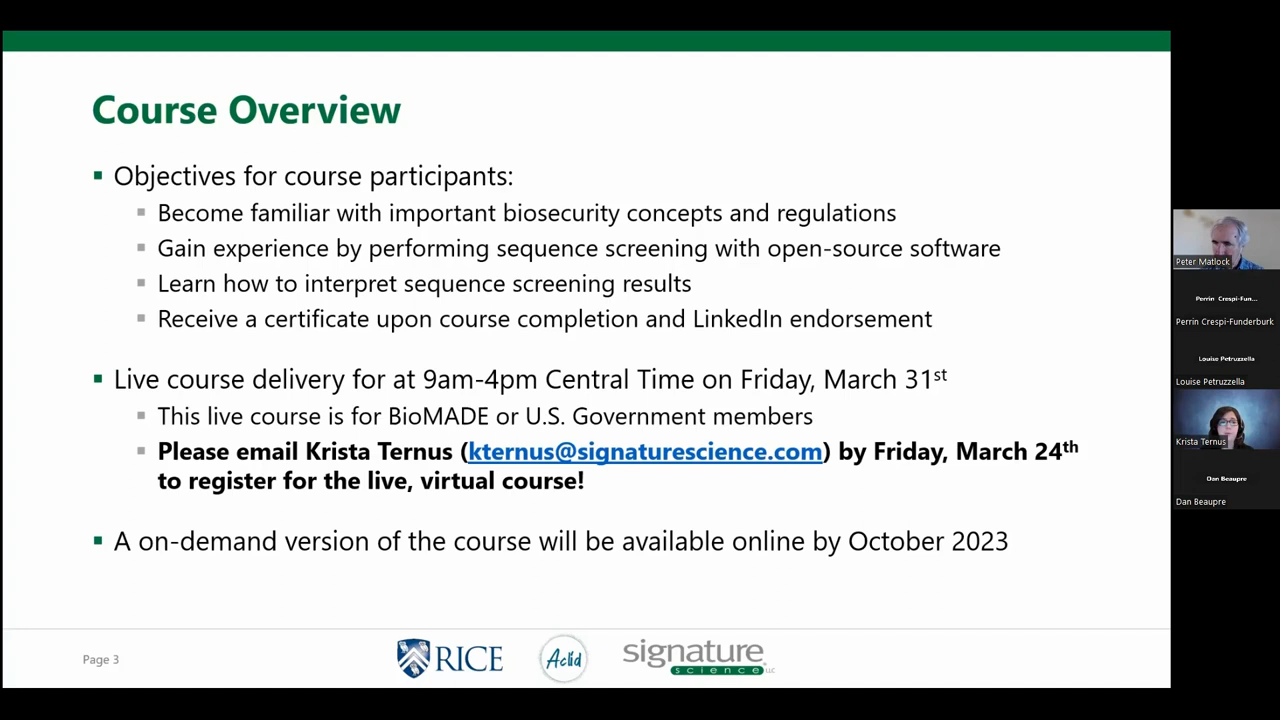 Course Overview
Objectives for course participants:
Become familiar with important biosecurity concepts and regulations
Gain experience by performing sequence screening with open-source software
Learn how to interpret sequence screening results
Receive a certificate upon course completion and LinkedIn endorsement
Live course delivery for at 9am-4pm Central Time on Friday, March 31st
This live course is for BioMADE or U.S. Government members
Please email Krista Ternus (kternus@signaturescience.com) by Friday, March 24th
to register for the live, virtual course!
A on-demand version of the course will be available online by October 2023
Page 3
RICE
Aclid
signature
science LLC
Peter Matlock
Perrin Crespi-Fun...
Perrin Crespi-Funderburk
Louise Petruzzella
Louise Petruzzella
Krista Ternus
Dan Beaupre
Dan Beaupre